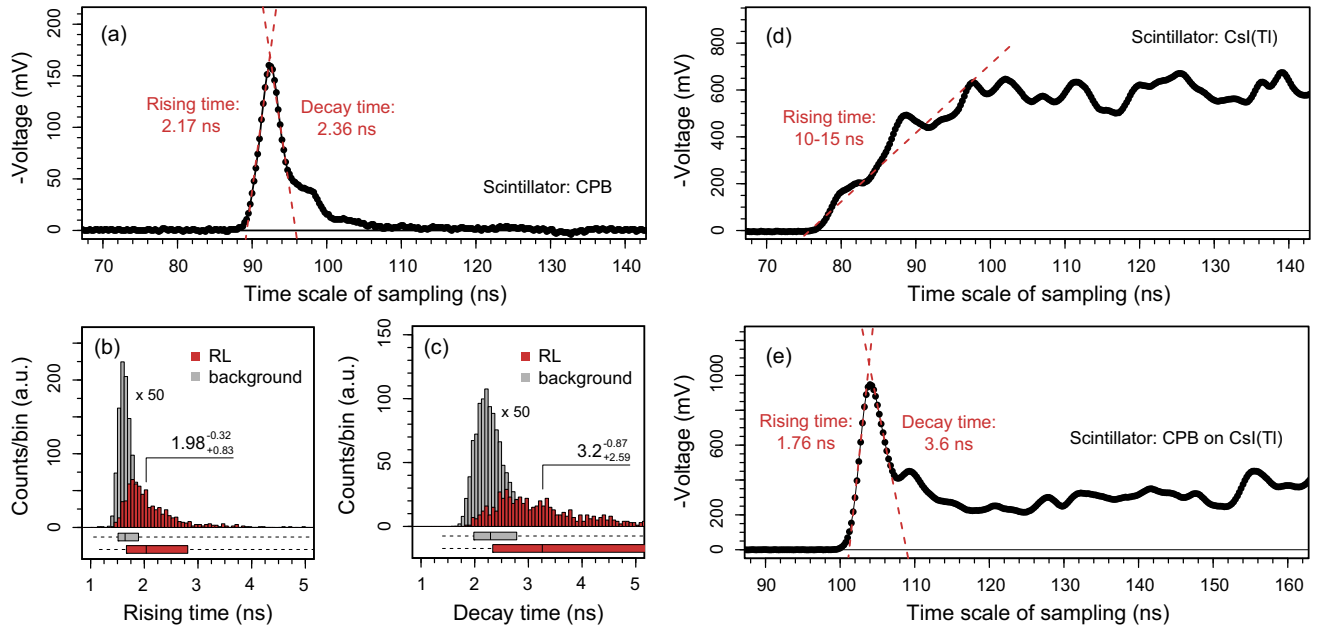 (a)
-Voltage (mV)
0 50 100 150 200
Rising time:
2.17 ns
Decay time:
2.36 ns
Scintillator: CPB
70 80 90 100 110 120 130 140
Time scale of sampling (ns)
(d)
-Voltage (mV)
0 200 400 600 800
Scintillator: CsI(Tl)
Rising time:
10-15 ns
70 80 90 100 110 120 130 140
Time scale of sampling (ns)
(b)
Counts/bin (a.u.)
0 50 100 200
RL
background
x 50
1.98 -0.32 +0.83
1 2 3 4 5
Rising time (ns)
(c)
Counts/bin (a.u.)
0 50 100 150
RL
background
x 50
3.2 -0.87 +2.59
1 2 3 4 5
Decay time (ns)
(e)
-Voltage (mV)
0 200 400 600 1000
Rising time:
1.76 ns
Decay time:
3.6 ns
Scintillator: CPB on CsI(Tl)
90 100 110 120 130 140 150 160
Time scale of sampling (ns)